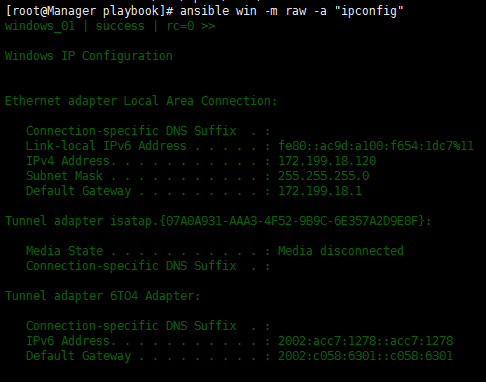 [root@Manager playbook]# ansible win -m raw -a "ipconfig"
windows_01 | success | rc=0 >>
Windows IP Configuration
Ethernet adapter Local Area Connection:
Connection-specific DNS Suffix  . :
Link-local IPv6 Address . . . . . : fe80::ac9d:a100:f654:1dc7%11
IPv4 Address. . . . . . . . . . . : 172.199.18.120
Subnet Mask . . . . . . . . . . . : 255.255.255.0
Default Gateway . . . . . . . . . : 172.199.18.1
Tunnel adapter isatap.{07A0A931-AAA3-4F52-9B9C-6E357A2D9E8F}:
Media State . . . . . . . . . . . : Media disconnected
Connection-specific DNS Suffix  . :
Tunnel adapter 6TO4 Adapter:
Connection-specific DNS Suffix  . :
IPv6 Address. . . . . . . . . . . : 2002:acc7:1278::acc7:1278
Default Gateway . . . . . . . . . : 2002:c058:6301::c058:6301